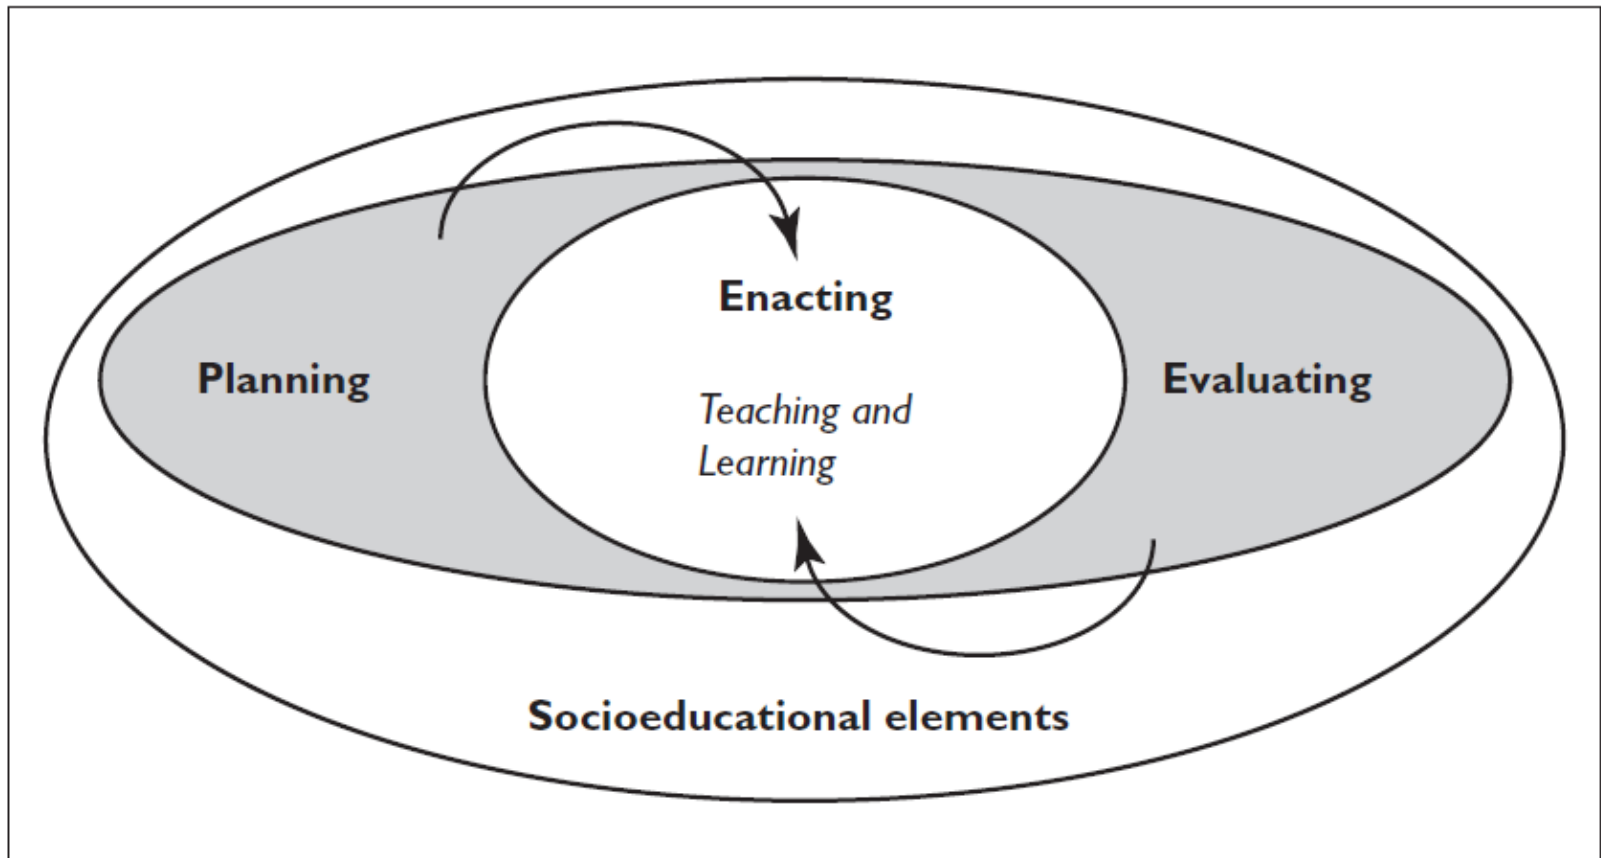 Enacting
Planning
Evaluating
Teaching and
Learning
Socioeducational elements